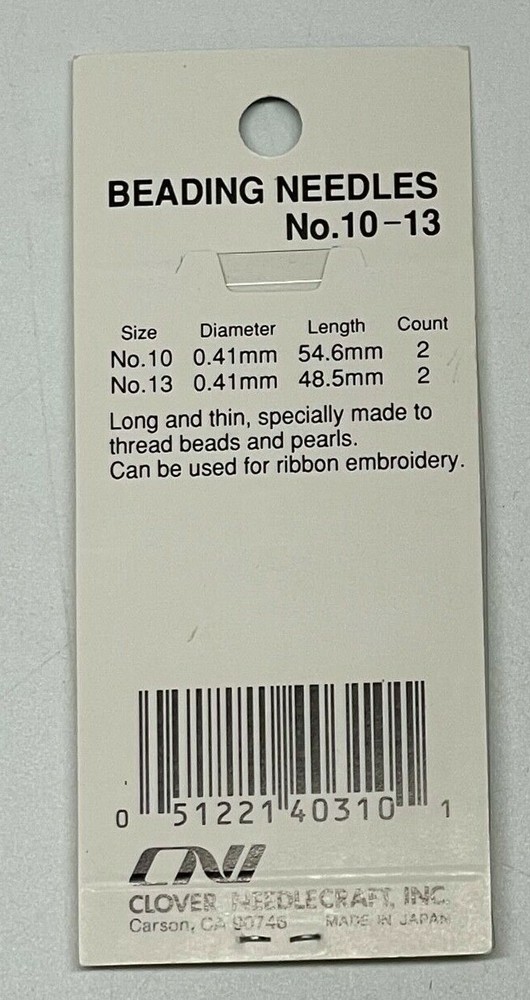 BEADING NEEDLES
No.10-13
Size Diameter Length Count
No.10 0.41mm 54.6mm 2
No.13 0.41mm 48.5mm 2
Long and thin, specially made to
thread beads and pearls.
Can be used for ribbon embroidery.
0 51221 40310 1
CNI
CLOVER NEEDLECRAFT, INC.
Carson, CA 90746 MADE IN JAPAN